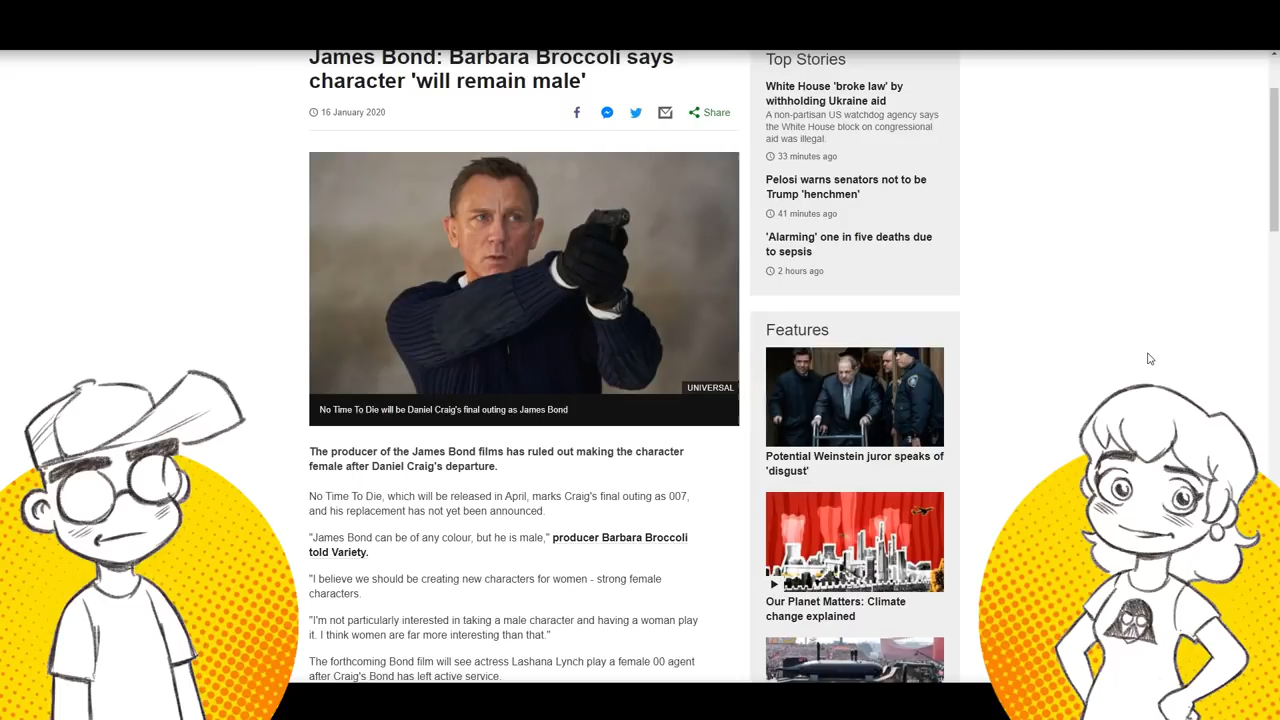 James Bond: Barbara Broccoli says
character 'will remain male'
16 January 2020
Share
UNIVERSAL
No Time To Die will be Daniel Craig's final outing as James Bond
The producer of the James Bond films has ruled out making the character
female after Daniel Craig's departure.
No Time To Die, which will be released in April, marks Craig's final outing as 007,
and his replacement has not yet been announced.
"James Bond can be of any colour, but he is male," producer Barbara Broccoli
told Variety.
"I believe we should be creating new characters for women - strong female
characters.
"I'm not particularly interested in taking a male character and having a woman play
it. I think women are far more interesting than that."
The forthcoming Bond film will see actress Lashana Lynch play a female 00 agent
after Craig's Bond has left active service.
Top Stories
White House 'broke law' by
withholding Ukraine aid
A non-partisan US watchdog agency says
the White House block on congressional
aid was illegal.
33 minutes ago
Pelosi warns senators not to be
Trump 'henchmen'
41 minutes ago
'Alarming' one in five deaths due
to sepsis
2 hours ago
Features
Potential Weinstein juror speaks of
'disgust'
Our Planet Matters: Climate
change explained